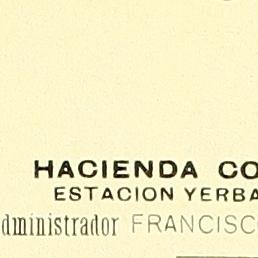 HACIENDA CO
ESTACION YERBA
dministrador FRANCISC